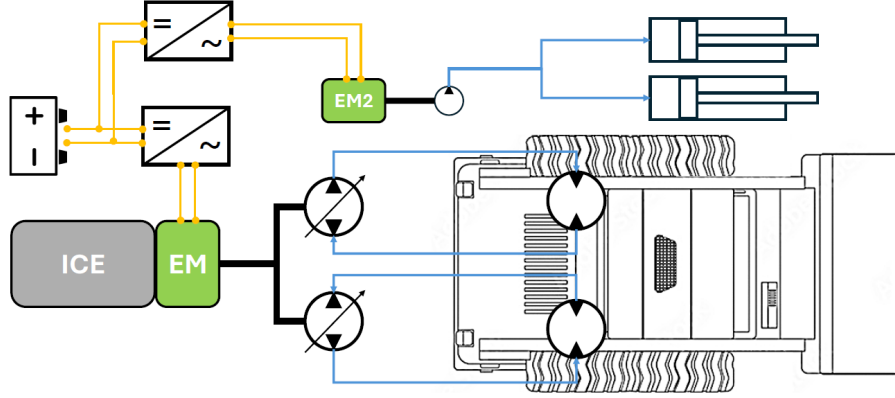 =
~
EM2
+
-
=
~
ICE
EM